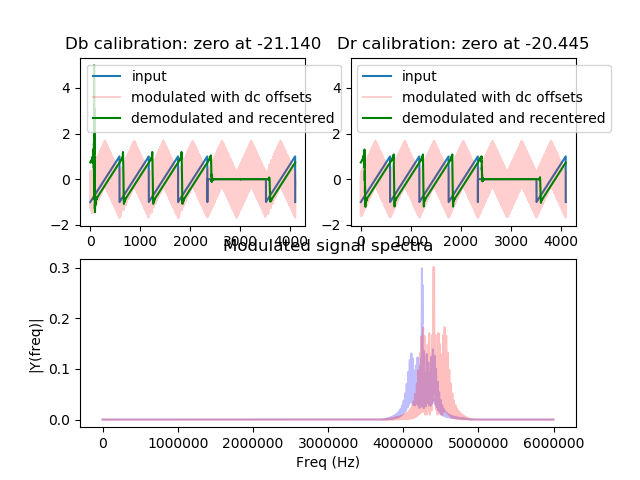 Db calibration: zero at -21.140
Dr calibration: zero at -20.445
input
modulated with dc offsets
demodulated and recentered
input
modulated with dc offsets
demodulated and recentered
4
2
0
−2
0 1000 2000 3000 4000
4
2
0
−2
0 1000 2000 3000 4000
Modulated signal spectra
|Y(freq)|
0.3
0.2
0.1
0.0
0 1000000 2000000 3000000 4000000 5000000 6000000
Freq (Hz)